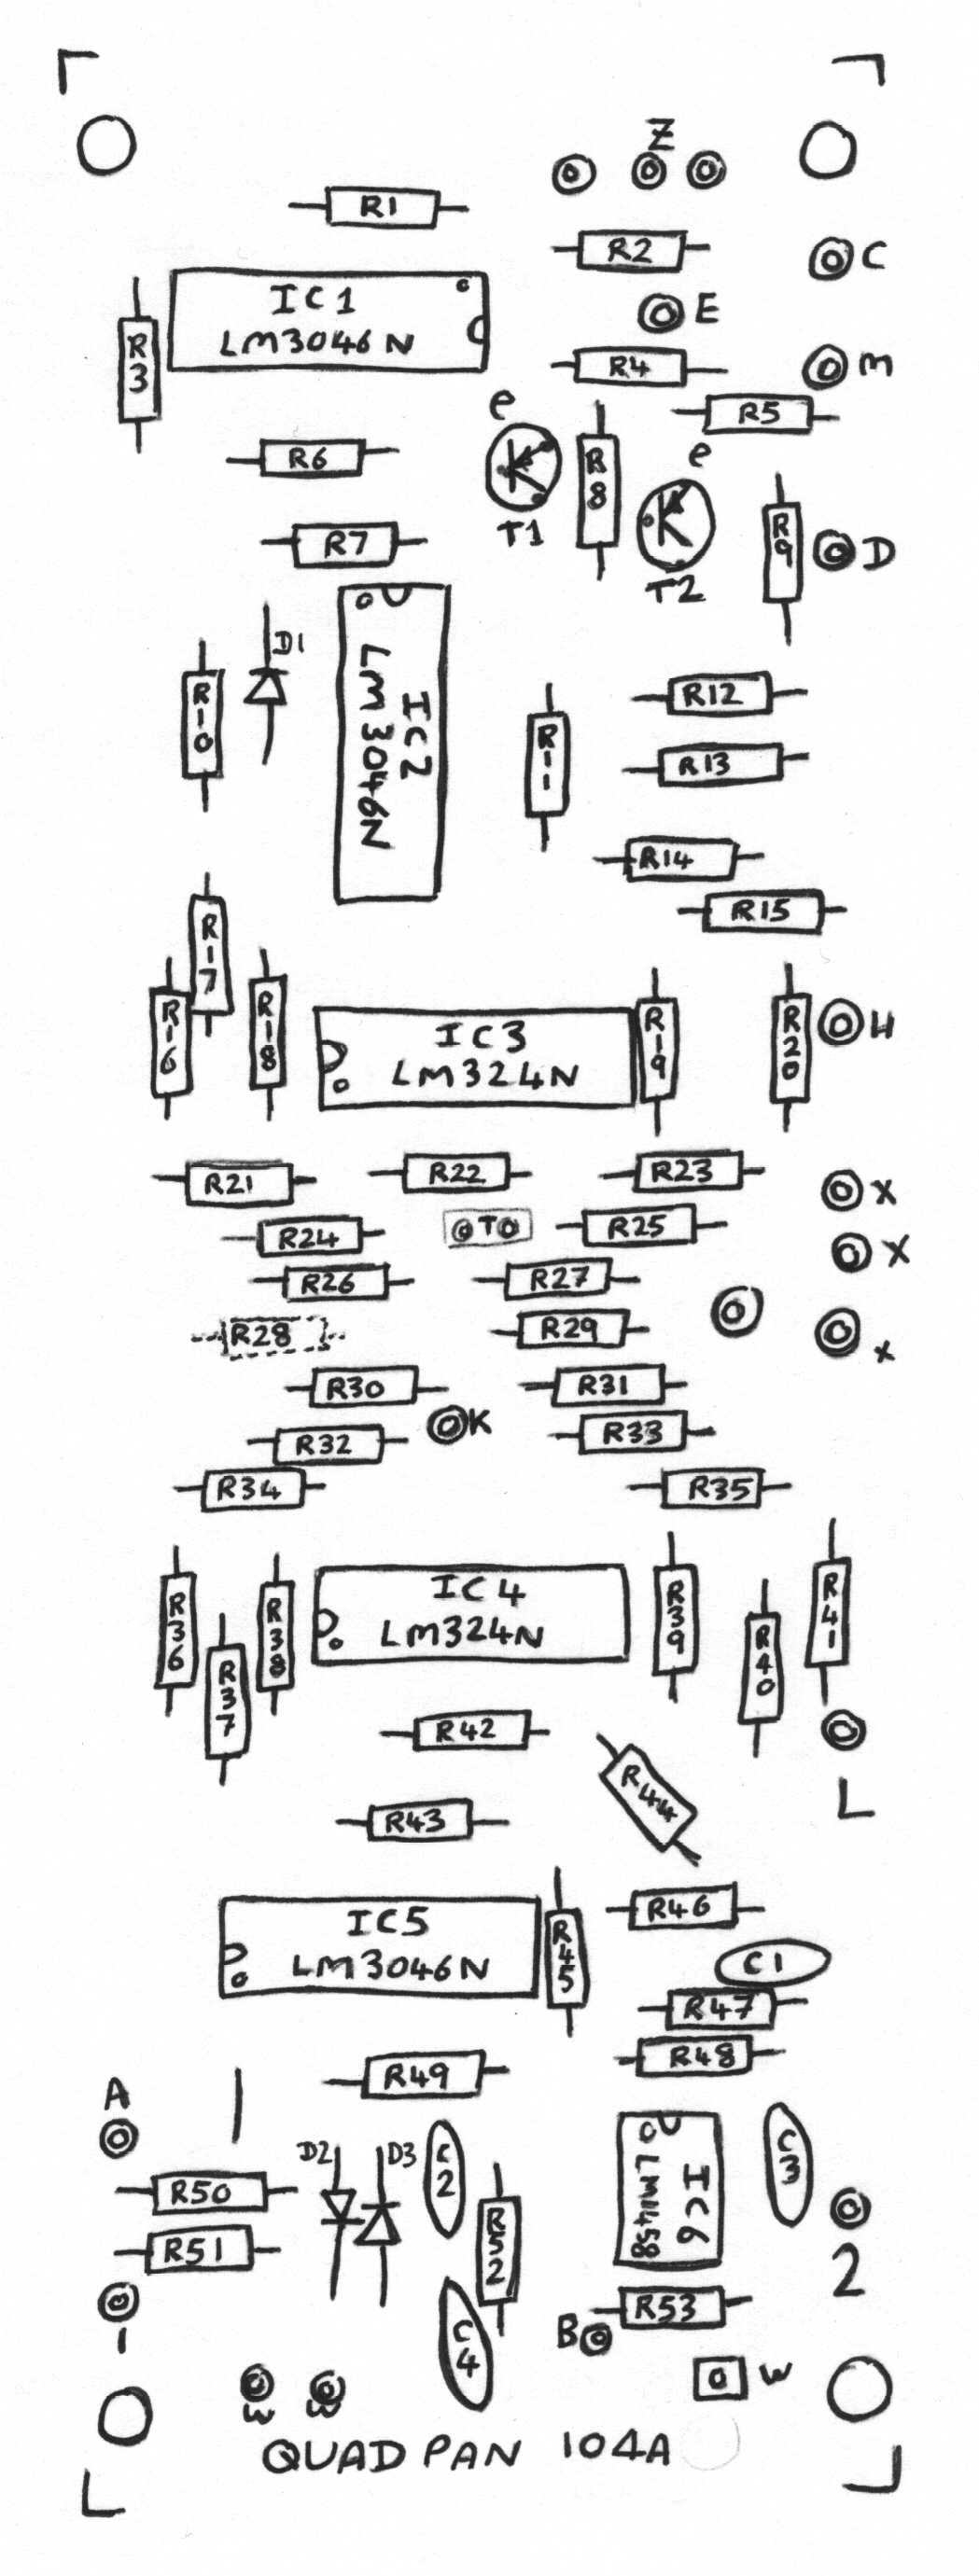 Z
R1
R2
C
IC1
LM3046N
E
R3
R4
M
R5
e
R6
R8
e
T1
R7
R9
D
T2
D1
R10
IC2
LM3046N
R11
R12
R13
R14
R15
R17
R16
R18
IC3
LM324N
R19
R20
H
R21
R22
R23
X
R24
T
R25
X
R26
R27
R28
R29
X
R30
R31
K
R32
R33
R34
R35
R36
R37
R38
IC4
LM324N
R39
R40
R41
R42
R43
R44
L
IC5
LM3046N
R45
R46
C1
R47
R48
R49
A
D2
D3
C2
IC6
LM1458
C3
R50
R52
R51
2
R53
1
C4
B
W
W
W
QUAD PAN 104A